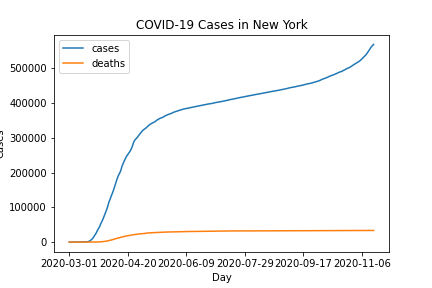 COVID-19 Cases in New York
cases
deaths
500000
400000
300000
200000
100000
0
cases
2020-03-01 2020-04-20 2020-06-09 2020-07-29 2020-09-17 2020-11-06
Day